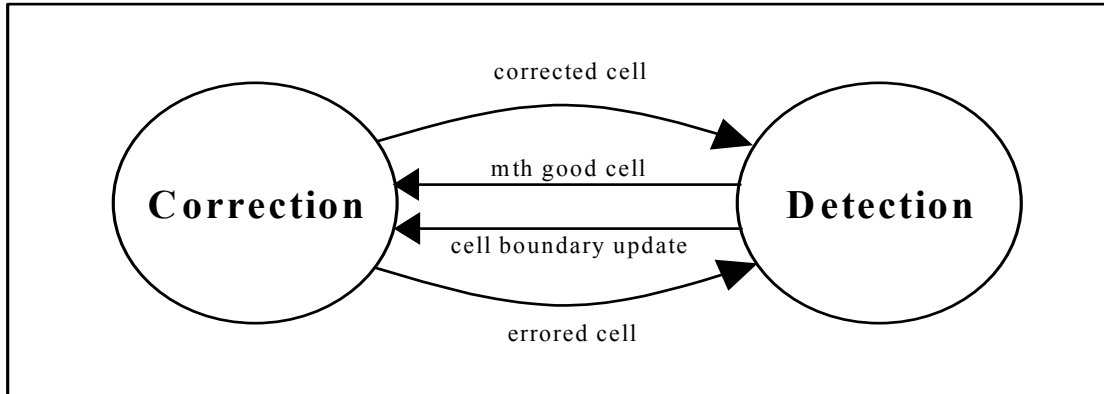 corrected cell
mth good cell
Correction
Detection
cell boundary update
errored cell